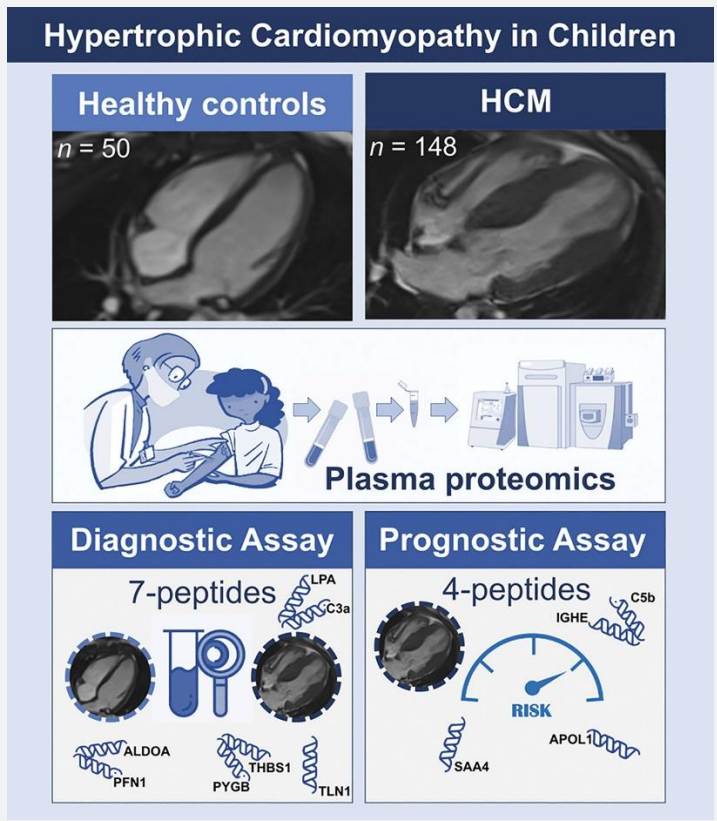 Hypertrophic Cardiomyopathy in Children
Healthy controls
n = 50
HCM
n = 148
Plasma proteomics
Diagnostic Assay
7-peptides
LPA
C3a
ALDOA
PFN1
THBS1
PYGB
TLN1
Prognostic Assay
4-peptides
C5b
IGHE
RISK
APOL1
SAA4